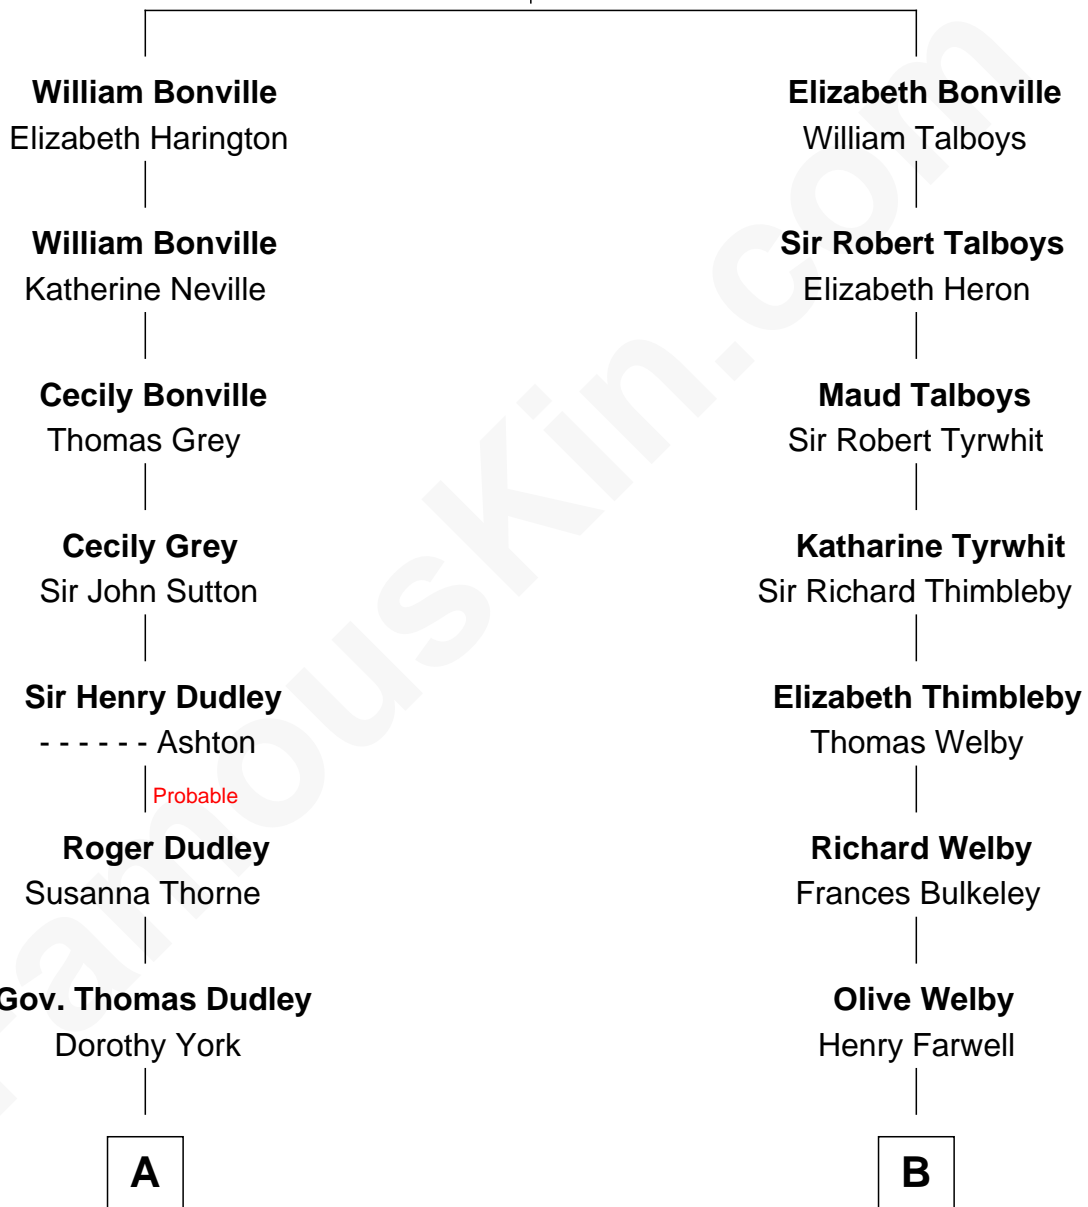 William Bonville
Elizabeth Harington
William Bonville
Katherine Neville
Cecily Bonville
Thomas Grey
Cecily Grey
Sir John Sutton
Sir Henry Dudley
- - - - - - Ashton
Probable
Roger Dudley
Susanna Thorne
Gov. Thomas Dudley
Dorothy York
A
Elizabeth Bonville
William Talboys
Sir Robert Talboys
Elizabeth Heron
Maud Talboys
Sir Robert Tyrwhit
Katharine Tyrwhit
Sir Richard Thimbleby
Elizabeth Thimbleby
Thomas Welby
Richard Welby
Frances Bulkeley
Olive Welby
Henry Farwell
B
FamousKin.com